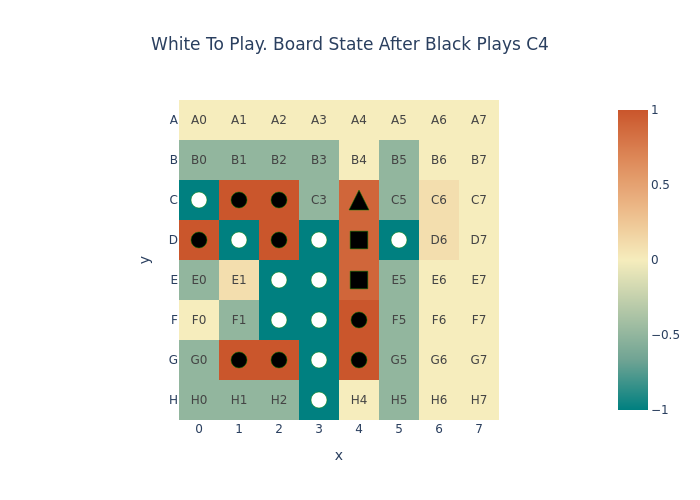 White To Play. Board State After Black Plays C4
A A0 A1 A2 A3 A4 A5 A6 A7
B B0 B1 B2 B3 B4 B5 B6 B7
C C3 C5 C6 C7
D D6 D7
E E0 E1 E5 E6 E7
F F0 F1 F5 F6 F7
G G0 G5 G6 G7
H H0 H1 H2 H4 H5 H6 H7
0 1 2 3 4 5 6 7
x
y
1
0.5
0
−0.5
−1